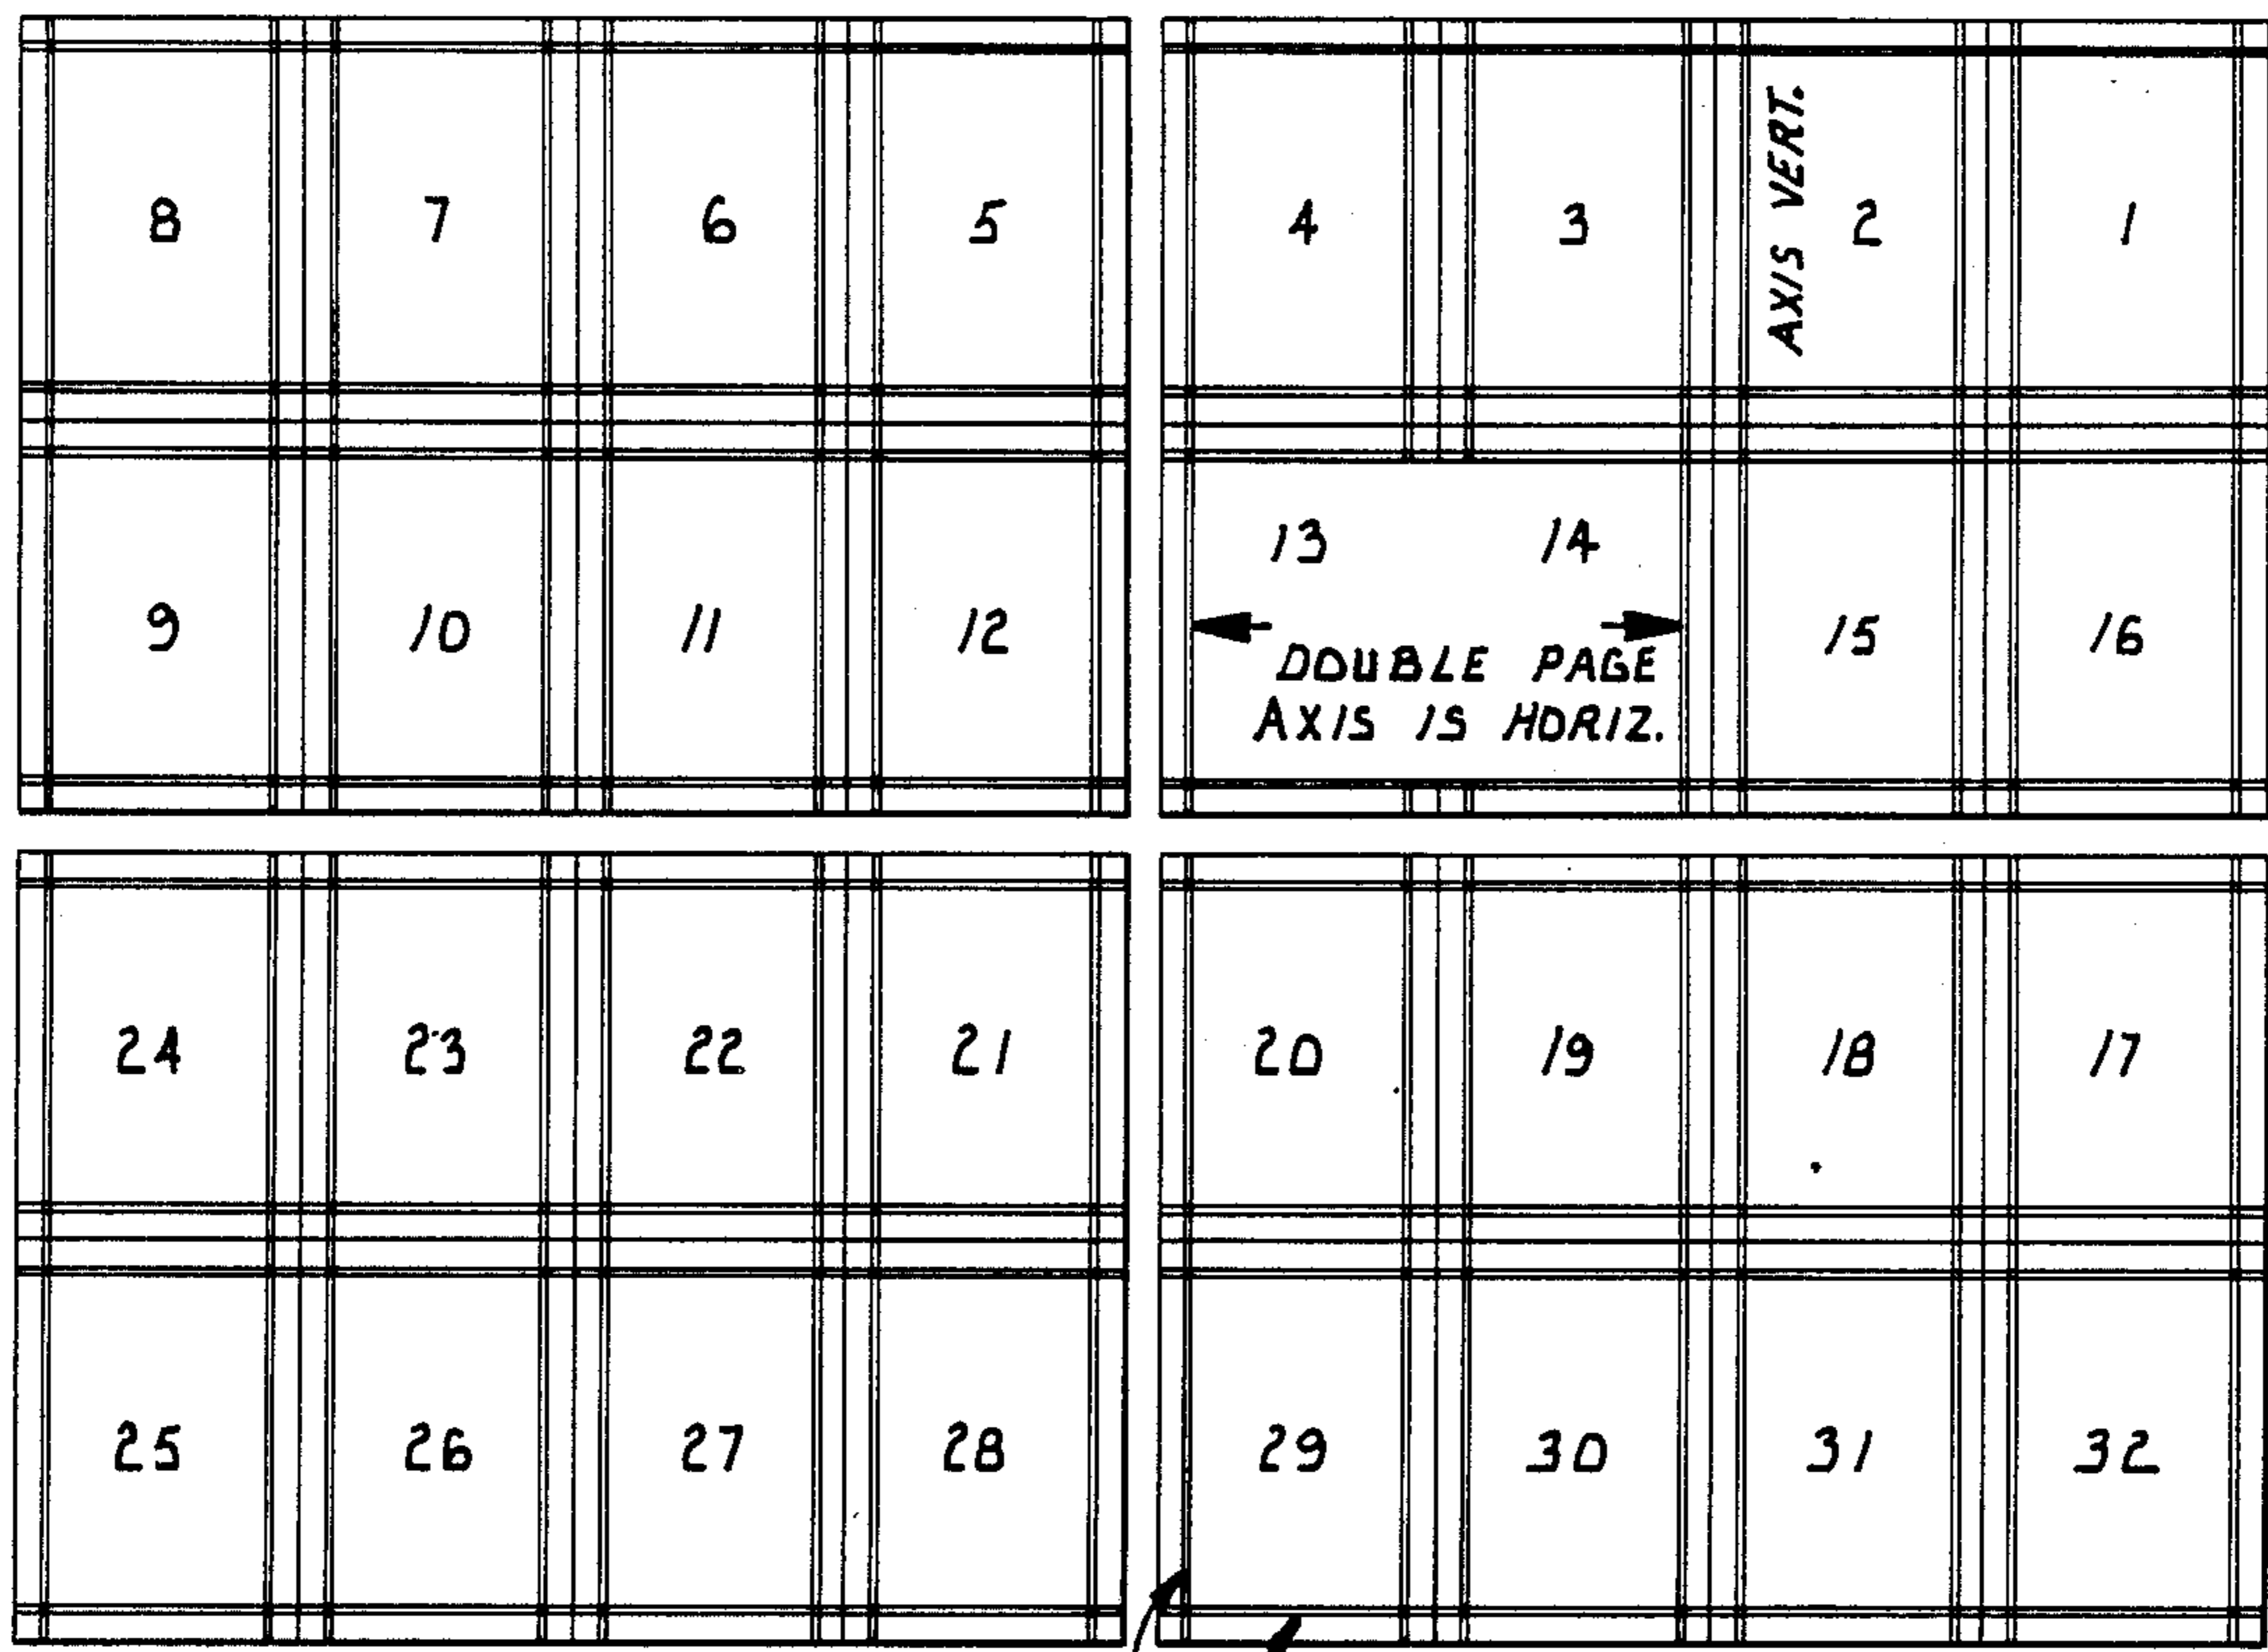 8 7 6 5 4 3 2 1
AXIS VERT.
9 10 11 12 13 14 15 16
DOUBLE PAGE
AXIS IS HORIZ.
24 23 22 21 20 19 18 17
25 26 27 28 29 30 31 32